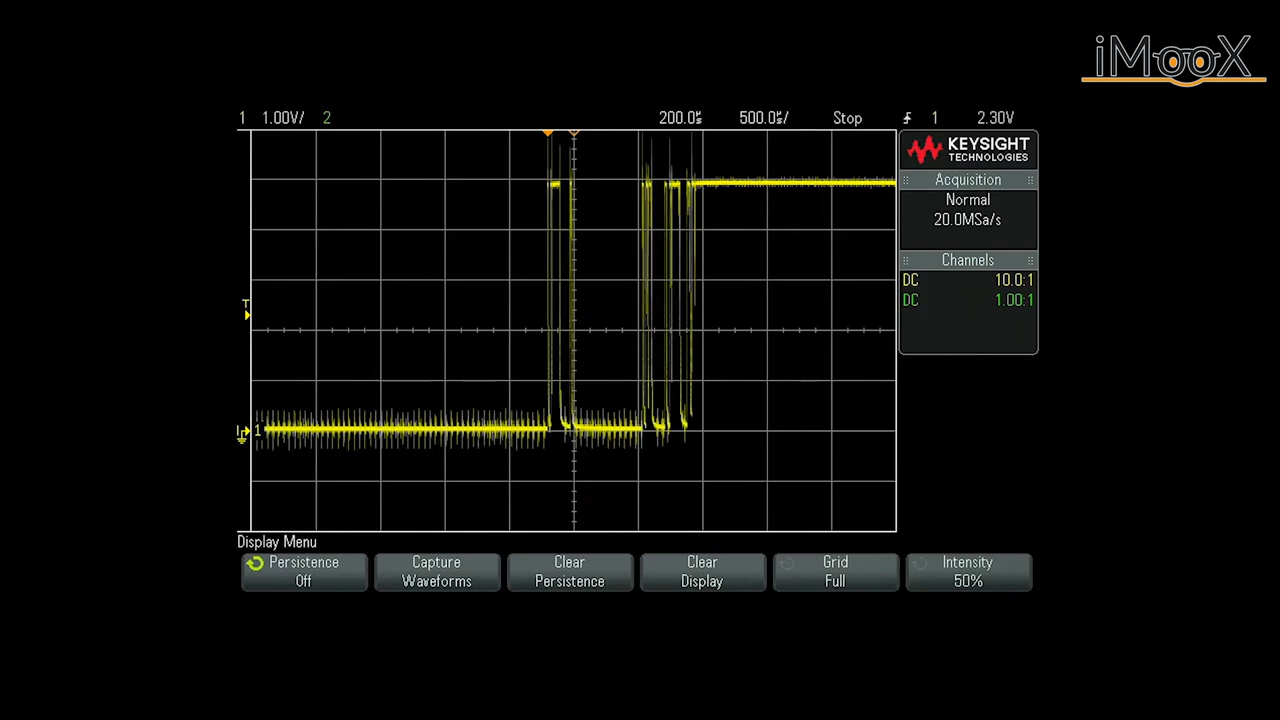 iMooX
1 1.00V/ 2 200.0µs 500.0µs/ Stop 1 2.30V
KEYSIGHT
TECHNOLOGIES
Acquisition
Normal
20.0MSa/s
Channels
DC 10.0:1
DC 1.00:1
T
1
Display Menu
Persistence
Off
Capture
Waveforms
Clear
Persistence
Clear
Display
Grid
Full
Intensity
50%